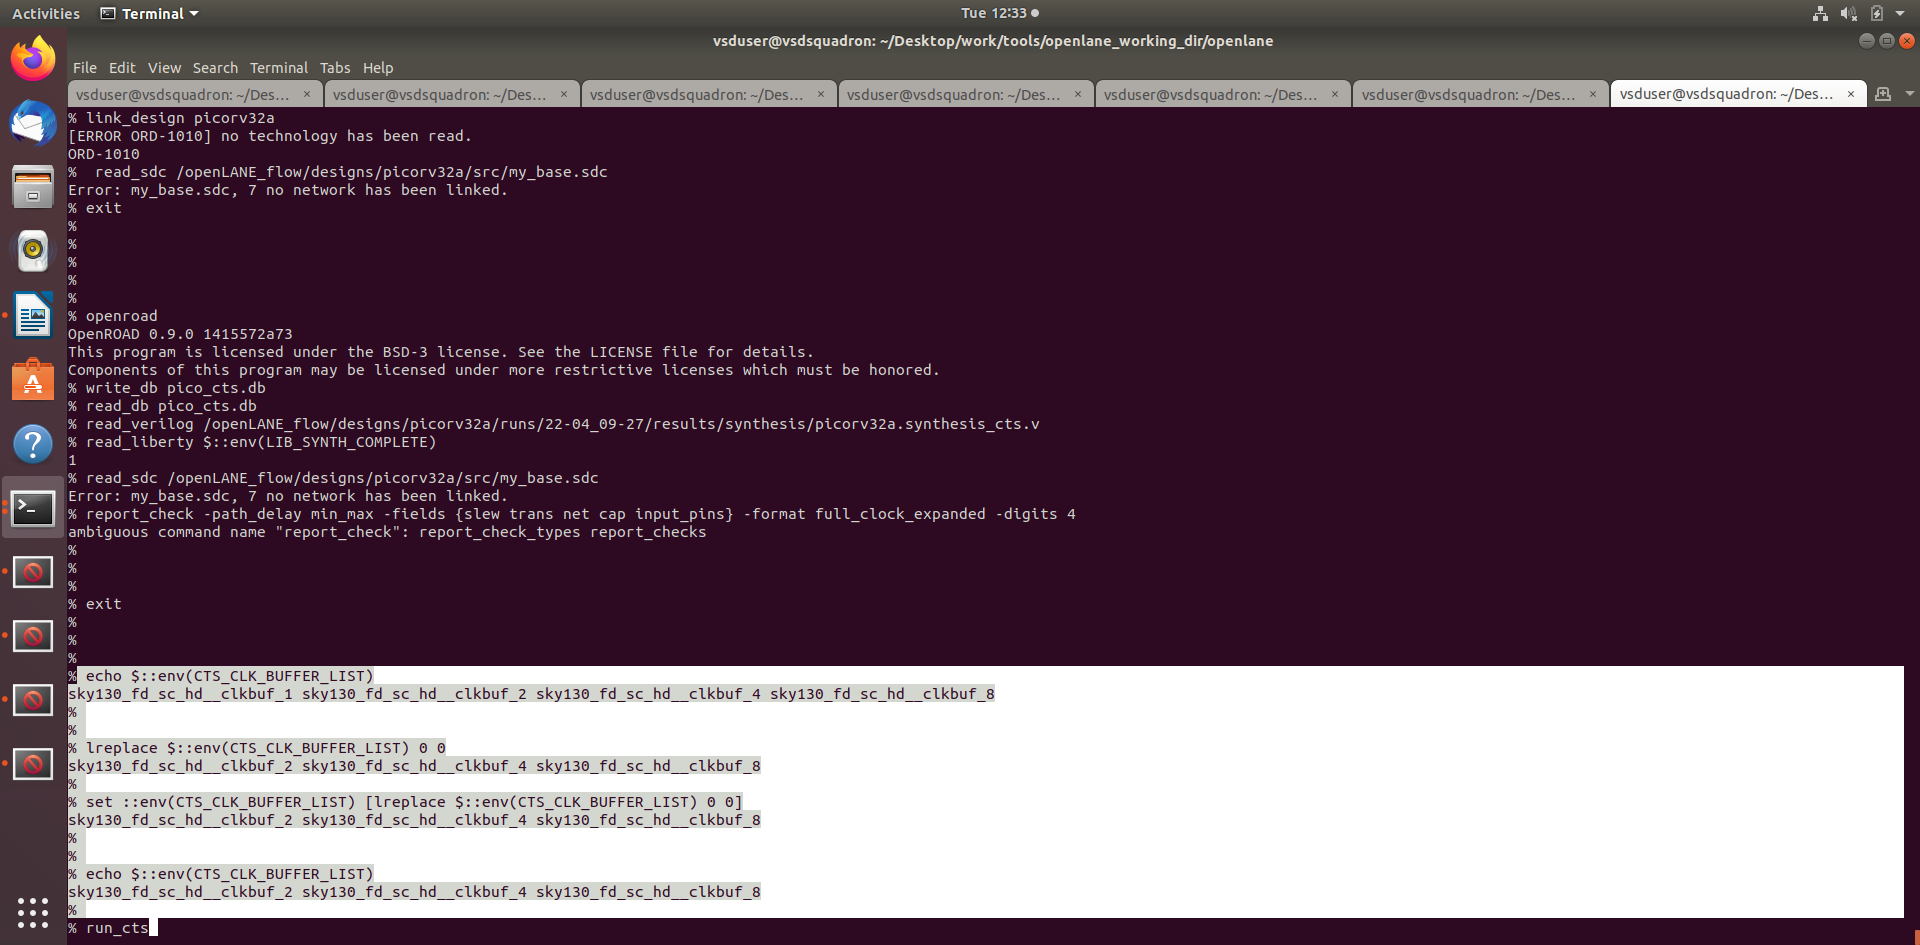 Activities Terminal Tue 12:33
vsduser@vsdsquadron: ~/Desktop/work/tools/openlane_working_dir/openlane
File Edit View Search Terminal Tabs Help
vsduser@vsdsquadron: ~/Des... × vsduser@vsdsquadron: ~/Des... × vsduser@vsdsquadron: ~/Des... × vsduser@vsdsquadron: ~/Des... × vsduser@vsdsquadron: ~/Des... × vsduser@vsdsquadron: ~/Des... × vsduser@vsdsquadron: ~/Des... ×
% link_design picorv32a
[ERROR ORD-1010] no technology has been read.
ORD-1010
%  read_sdc /openLANE_flow/designs/picorv32a/src/my_base.sdc
Error: my_base.sdc, 7 no network has been linked.
% exit
%
%
%
%
%
% openroad
OpenROAD 0.9.0 1415572a73
This program is licensed under the BSD-3 license. See the LICENSE file for details.
Components of this program may be licensed under more restrictive licenses which must be honored.
% write_db pico_cts.db
% read_db pico_cts.db
% read_verilog /openLANE_flow/designs/picorv32a/runs/22-04_09-27/results/synthesis/picorv32a.synthesis_cts.v
% read_liberty $::env(LIB_SYNTH_COMPLETE)
1
% read_sdc /openLANE_flow/designs/picorv32a/src/my_base.sdc
Error: my_base.sdc, 7 no network has been linked.
% report_check -path_delay min_max -fields {slew trans net cap input_pins} -format full_clock_expanded -digits 4
ambiguous command name "report_check": report_check_types report_checks
%
%
%
% exit
%
%
%
% echo $::env(CTS_CLK_BUFFER_LIST)
sky130_fd_sc_hd__clkbuf_1 sky130_fd_sc_hd__clkbuf_2 sky130_fd_sc_hd__clkbuf_4 sky130_fd_sc_hd__clkbuf_8
%
%
% lreplace $::env(CTS_CLK_BUFFER_LIST) 0 0
sky130_fd_sc_hd__clkbuf_2 sky130_fd_sc_hd__clkbuf_4 sky130_fd_sc_hd__clkbuf_8
%
% set ::env(CTS_CLK_BUFFER_LIST) [lreplace $::env(CTS_CLK_BUFFER_LIST) 0 0]
sky130_fd_sc_hd__clkbuf_2 sky130_fd_sc_hd__clkbuf_4 sky130_fd_sc_hd__clkbuf_8
%
%
% echo $::env(CTS_CLK_BUFFER_LIST)
sky130_fd_sc_hd__clkbuf_2 sky130_fd_sc_hd__clkbuf_4 sky130_fd_sc_hd__clkbuf_8
%
% run_cts